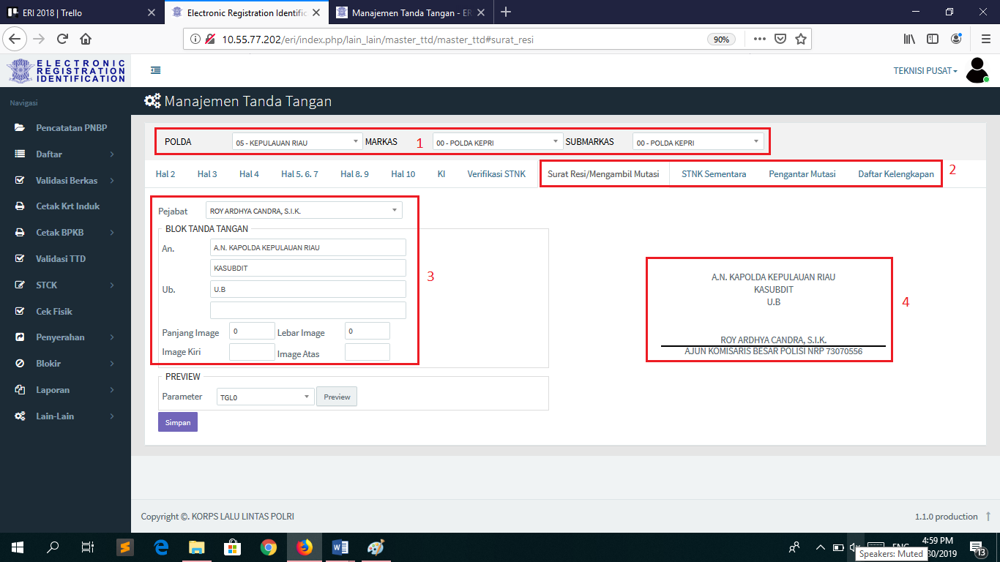 ERI 2018 | Trello
Electronic Registration Identific
Manajemen Tanda Tangan - ER
10.55.77.202/eri/index.php/lain_lain/master_ttd/master_ttd#surat_resi
90%
ELECTRONIC
REGISTRATION
IDENTIFICATION
TEKNISI PUSAT
Navigasi
Manajemen Tanda Tangan
Pencatatan PNBP
Daftar
Validasi Berkas
Cetak Krt Induk
Cetak BPKB
Validasi TTD
STCK
Cek Fisik
Penyerahan
Blokir
Laporan
Lain-Lain
POLDA 05 - KEPULAUAN RIAU MARKAS 1 00 - POLDA KEPRI SUBMARKAS 00 - POLDA KEPRI
Hal 2 Hal 3 Hal 4 Hal 5. 6. 7 Hal 8. 9 Hal 10 KI Verifikasi STNK Surat Resi/Mengambil Mutasi STNK Sementara Pengantar Mutasi Daftar Kelengkapan 2
Pejabat ROY ARDHYA CANDRA, S.I.K.
BLOK TANDA TANGAN
An. A.N. KAPOLDA KEPULAUAN RIAU
KASUBDIT
3
Ub. U.B
Panjang Image 0 Lebar Image 0
Image Kiri Image Atas
A.N. KAPOLDA KEPULAUAN RIAU
KASUBDIT
U.B
4
ROY ARDHYA CANDRA, S.I.K.
AJUN KOMISARIS BESAR POLISI NRP 73070556
PREVIEW
Parameter TGL0 Preview
Simpan
Copyright ©. KORPS LALU LINTAS POLRI
1.1.0 production
4:59 PM
30/2019
13
Speakers: Muted